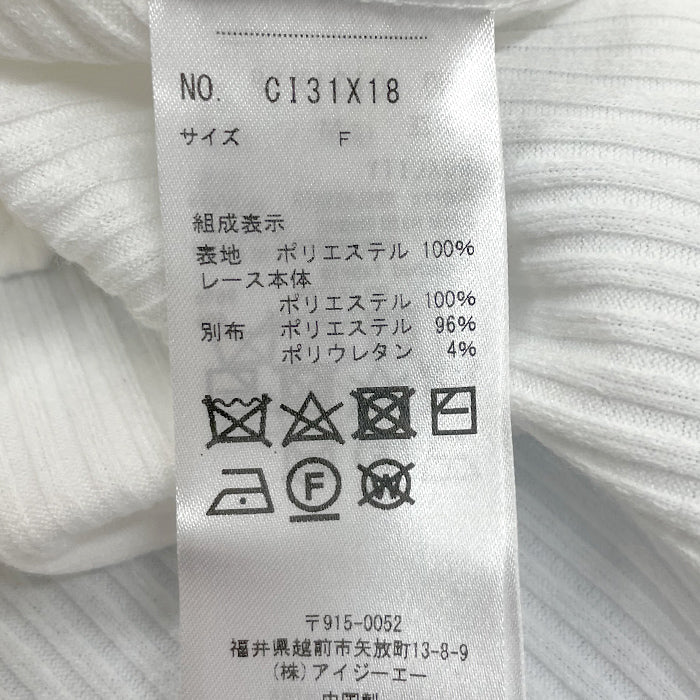 NO. CI31X18
サイズ F
組成表示
表地 ポリエステル 100%
レース本体
ポリエステル 100%
別布 ポリエステル 96%
ポリウレタン 4%
F W
〒915-0052
福井県越前市矢放町13-8-9
(株)アイジーエー
中国製